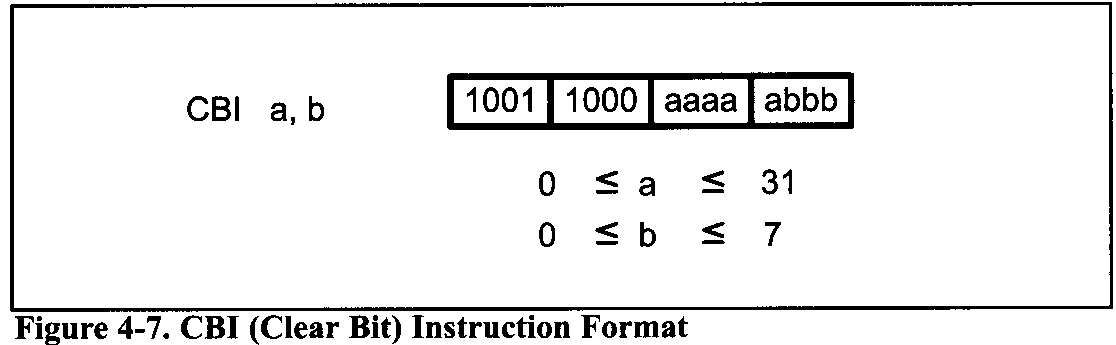 CBI a, b 1001 1000 aaaa abbb
0 ≤ a ≤ 31
0 ≤ b ≤ 7
Figure 4-7. CBI (Clear Bit) Instruction Format